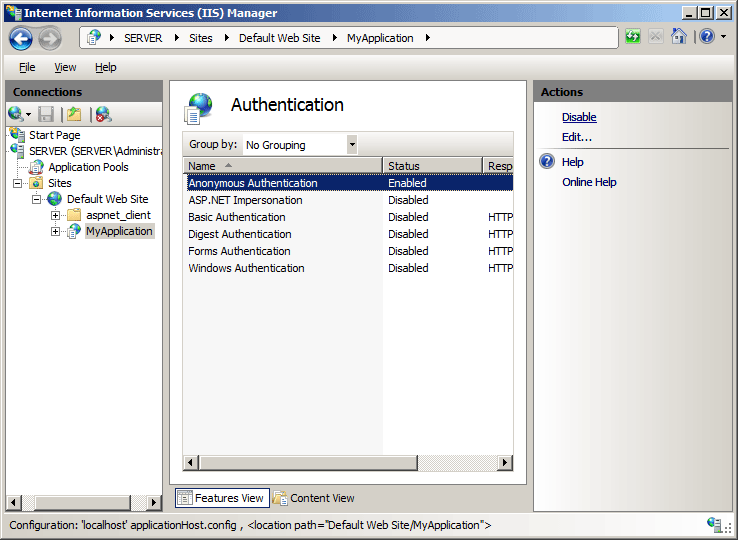 Internet Information Services (IIS) Manager
SERVER Sites Default Web Site MyApplication
File View Help
Connections
Start Page
SERVER (SERVER\Administra
Application Pools
Sites
Default Web Site
aspnet_client
MyApplication
Authentication
Group by: No Grouping
Name Status Resp
Anonymous Authentication Enabled
ASP.NET Impersonation Disabled
Basic Authentication Disabled HTTP
Digest Authentication Disabled HTTP
Forms Authentication Disabled HTTP
Windows Authentication Disabled HTTP
Features View Content View
Actions
Disable
Edit...
Help
Online Help
Configuration: 'localhost' applicationHost.config , <location path="Default Web Site/MyApplication">